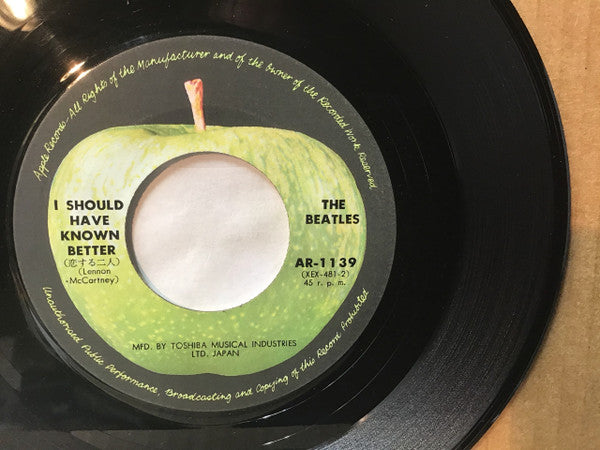 Apple Records-All Rights of the Manufacturer and of the Owner of the Recorded Work Reserved
I SHOULD
HAVE
KNOWN
BETTER
(恋する二人)
(Lennon
-McCartney)
THE
BEATLES
AR-1139
(XEX-481-2)
45 r. p. m.
MFD. BY TOSHIBA MUSICAL INDUSTRIES
LTD. JAPAN
Unauthorised Public Performance, Broadcasting and Copying of this Record Prohibited